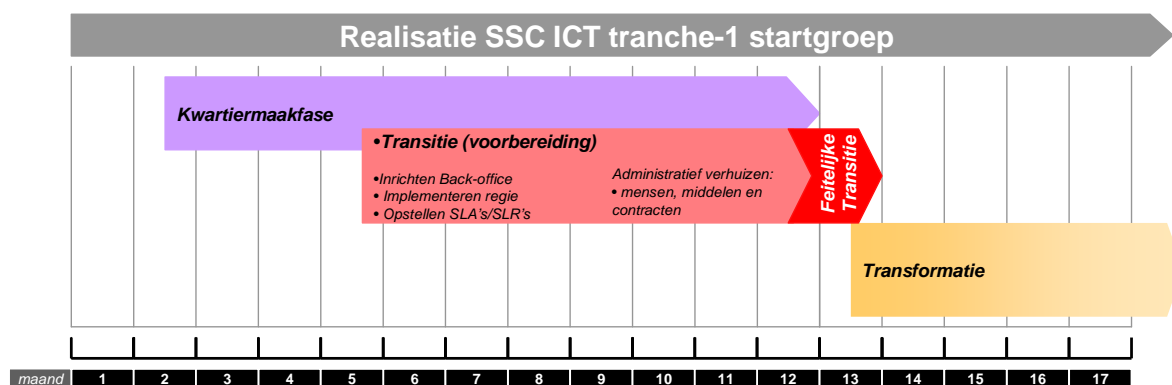 Realisatie SSC ICT tranche-1 startgroep
Kwartiermaakfase
•Transitie (voorbereiding)
•Inrichten Back-office
• Implementeren regie
• Opstellen SLA's/SLR's
Administratief verhuizen:
• mensen, middelen en
contracten
Feitelijke
Transitie
Transformatie
maand 1 2 3 4 5 6 7 8 9 10 11 12 13 14 15 16 17